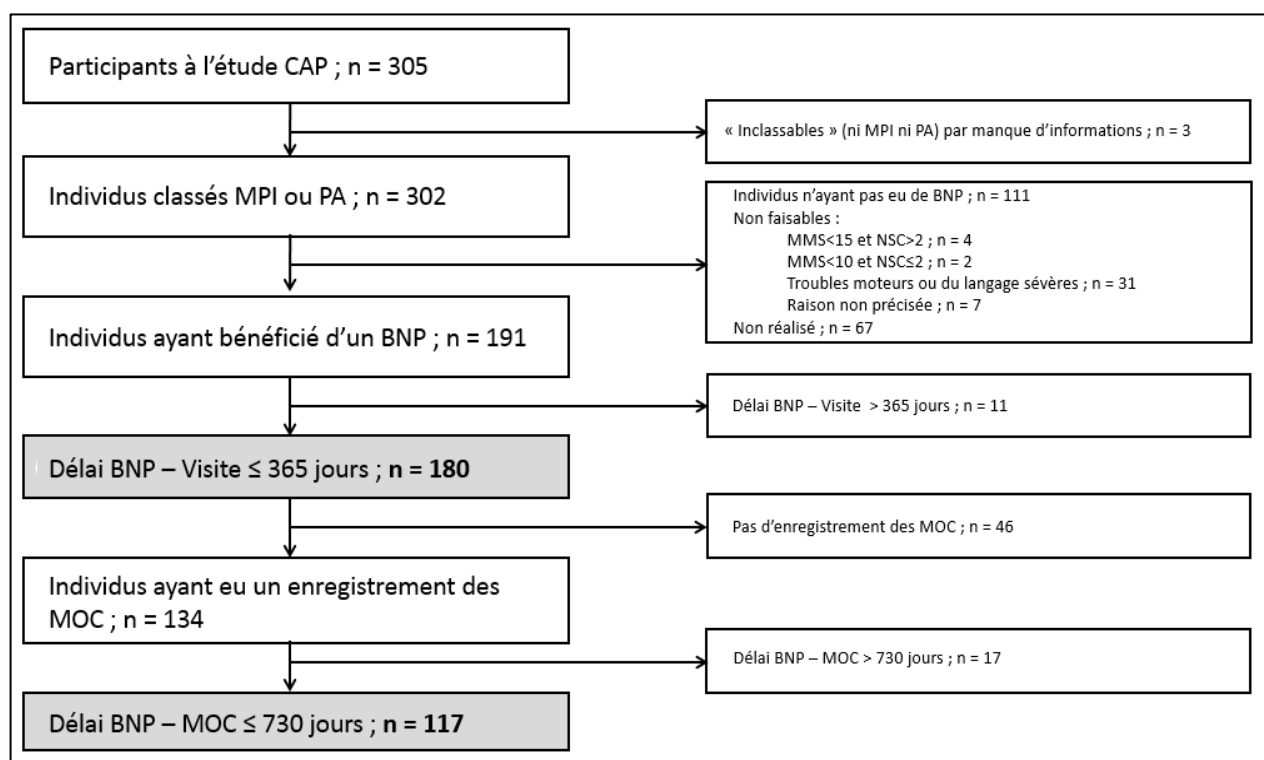 Participants à l’étude CAP ; n = 305
« Inclassables » (ni MPI ni PA) par manque d’informations ; n = 3
Individus classés MPI ou PA ; n = 302
Individus n’ayant pas eu de BNP ; n = 111
Non faisables :
MMS<15 et NSC>2 ; n = 4
MMS<10 et NSC≤2 ; n = 2
Troubles moteurs ou du langage sévères ; n = 31
Raison non précisée ; n = 7
Non réalisé ; n = 67
Individus ayant bénéficié d’un BNP ; n = 191
Délai BNP – Visite > 365 jours ; n = 11
Délai BNP – Visite ≤ 365 jours ; n = 180
Pas d’enregistrement des MOC ; n = 46
Individus ayant eu un enregistrement des
MOC ; n = 134
Délai BNP – MOC > 730 jours ; n = 17
Délai BNP – MOC ≤ 730 jours ; n = 117